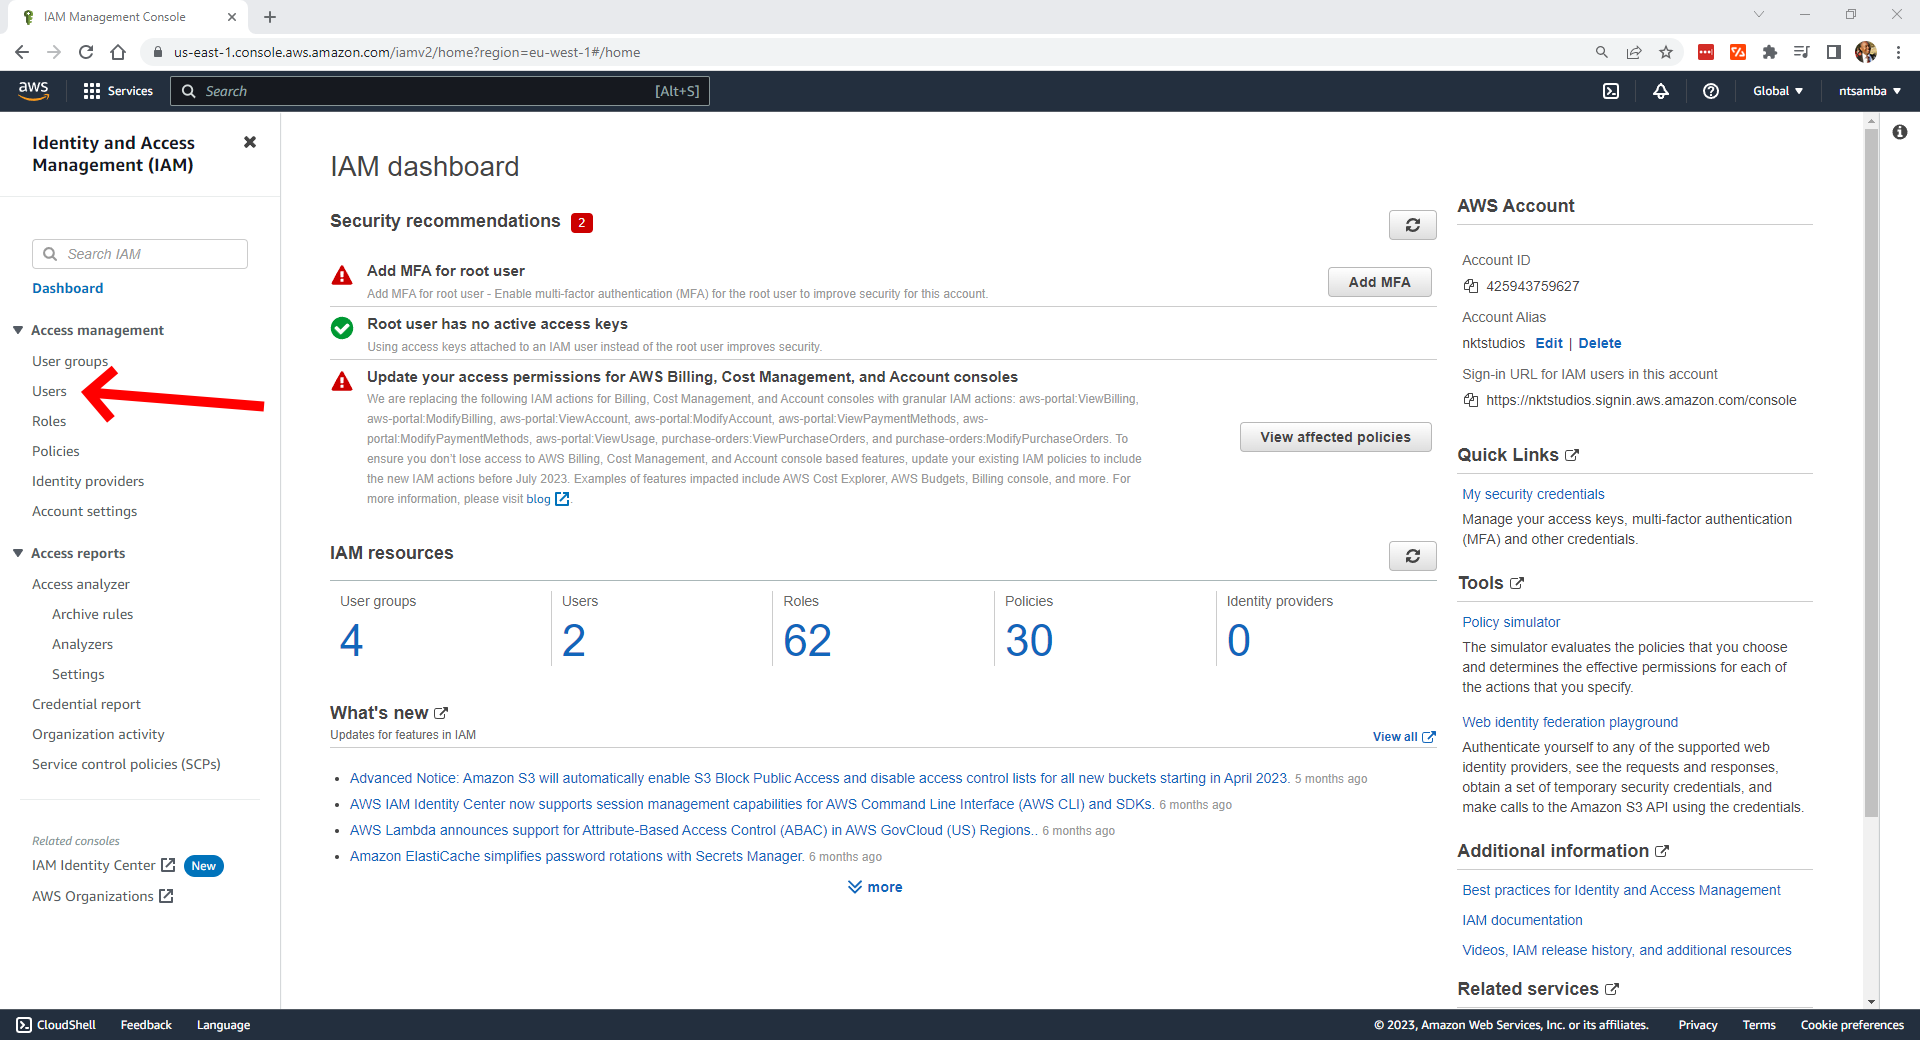 IAM Management Console
us-east-1.console.aws.amazon.com/iamv2/home?region=eu-west-1#/home
aws
Services
Search
[Alt+S]
Global
ntsamba
Identity and Access
Management (IAM)
Search IAM
Dashboard
Access management
User groups
Users
Roles
Policies
Identity providers
Account settings
Access reports
Access analyzer
Archive rules
Analyzers
Settings
Credential report
Organization activity
Service control policies (SCPs)
Related consoles
IAM Identity Center New
AWS Organizations
IAM dashboard
Security recommendations 2
Add MFA for root user
Add MFA for root user - Enable multi-factor authentication (MFA) for the root user to improve security for this account.
Add MFA
Root user has no active access keys
Using access keys attached to an IAM user instead of the root user improves security.
Update your access permissions for AWS Billing, Cost Management, and Account consoles
We are replacing the following IAM actions for Billing, Cost Management, and Account consoles with granular IAM actions: aws-portal:ViewBilling,
aws-portal:ModifyBilling, aws-portal:ViewAccount, aws-portal:ModifyAccount, aws-portal:ViewPaymentMethods, aws-
portal:ModifyPaymentMethods, aws-portal:ViewUsage, purchase-orders:ViewPurchaseOrders, and purchase-orders:ModifyPurchaseOrders. To
ensure you don't lose access to AWS Billing, Cost Management, and Account console based features, update your existing IAM policies to include
the new IAM actions before July 2023. Examples of features impacted include AWS Cost Explorer, AWS Budgets, Billing console, and more. For
more information, please visit blog.
View affected policies
IAM resources
User groups
4
Users
2
Roles
62
Policies
30
Identity providers
0
What's new
Updates for features in IAM
View all
Advanced Notice: Amazon S3 will automatically enable S3 Block Public Access and disable access control lists for all new buckets starting in April 2023. 5 months ago
AWS IAM Identity Center now supports session management capabilities for AWS Command Line Interface (AWS CLI) and SDKs. 6 months ago
AWS Lambda announces support for Attribute-Based Access Control (ABAC) in AWS GovCloud (US) Regions.. 6 months ago
Amazon ElastiCache simplifies password rotations with Secrets Manager. 6 months ago
more
AWS Account
Account ID
425943759627
Account Alias
nktstudios Edit | Delete
Sign-in URL for IAM users in this account
https://nktstudios.signin.aws.amazon.com/console
Quick Links
My security credentials
Manage your access keys, multi-factor authentication
(MFA) and other credentials.
Tools
Policy simulator
The simulator evaluates the policies that you choose
and determines the effective permissions for each of
the actions that you specify.
Web identity federation playground
Authenticate yourself to any of the supported web
identity providers, see the requests and responses,
obtain a set of temporary security credentials, and
make calls to the Amazon S3 API using the credentials.
Additional information
Best practices for Identity and Access Management
IAM documentation
Videos, IAM release history, and additional resources
Related services
CloudShell
Feedback
Language
© 2023, Amazon Web Services, Inc. or its affiliates.
Privacy
Terms
Cookie preferences